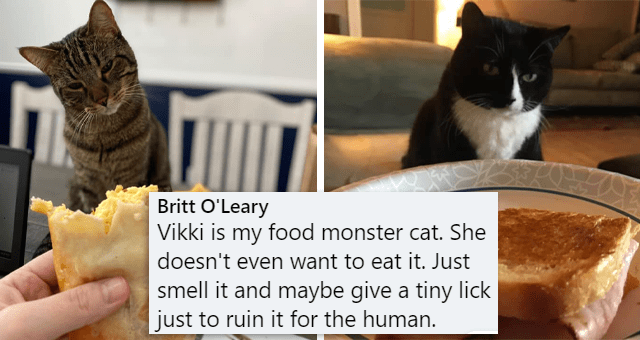 Britt O'Leary
Vikki is my food monster cat. She
doesn't even want to eat it. Just
smell it and maybe give a tiny lick
just to ruin it for the human.